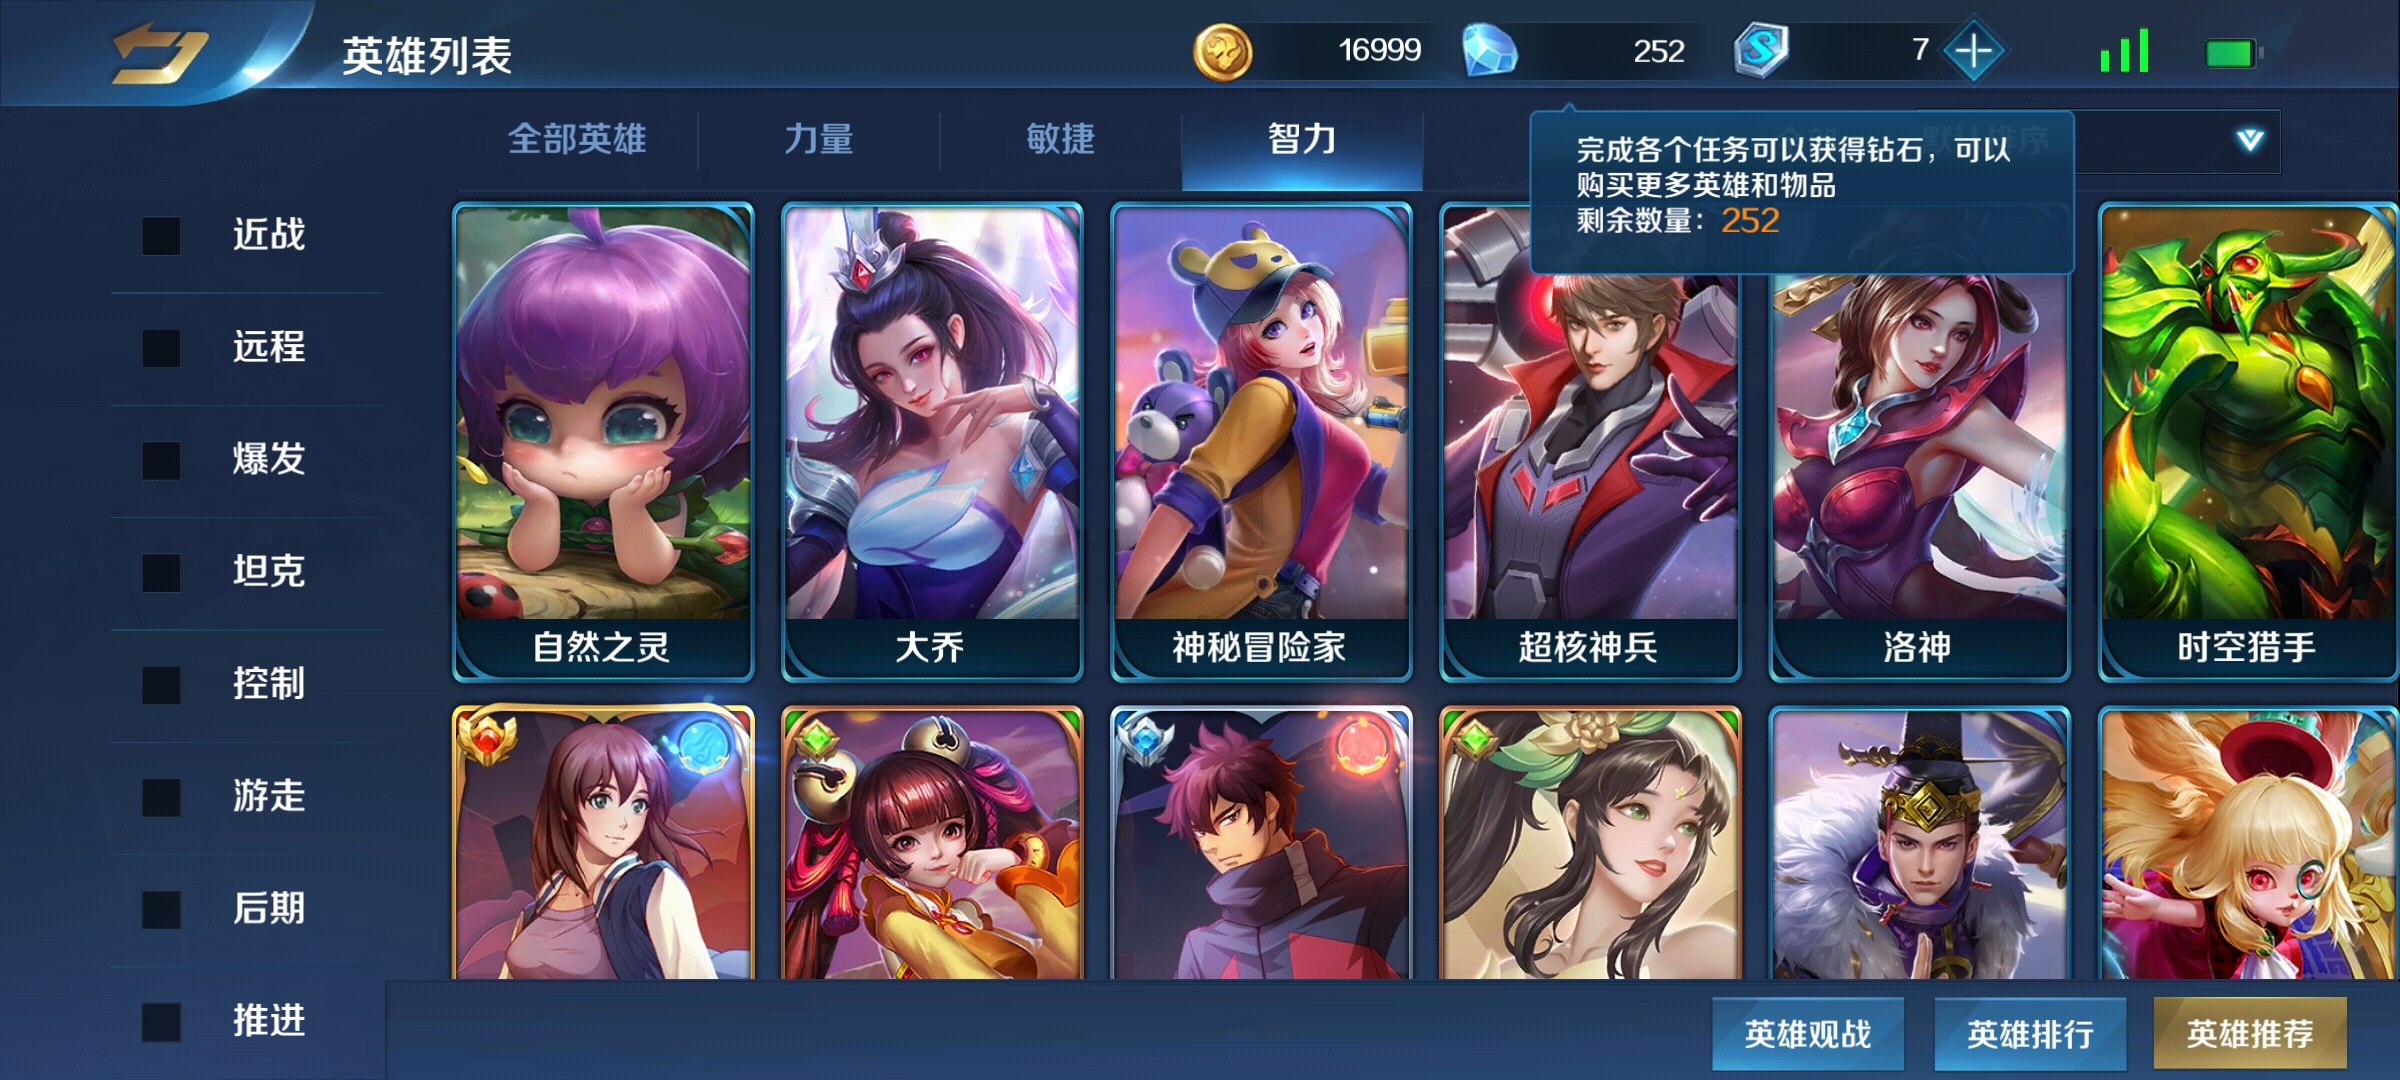 英雄列表
16999
252
7
全部英雄
力量
敏捷
智力
完成各个任务可以获得钻石，可以
购买更多英雄和物品
剩余数量：252
近战
远程
爆发
坦克
控制
游走
后期
推进
自然之灵
大乔
神秘冒险家
超核神兵
洛神
时空猎手
英雄观战
英雄排行
英雄推荐